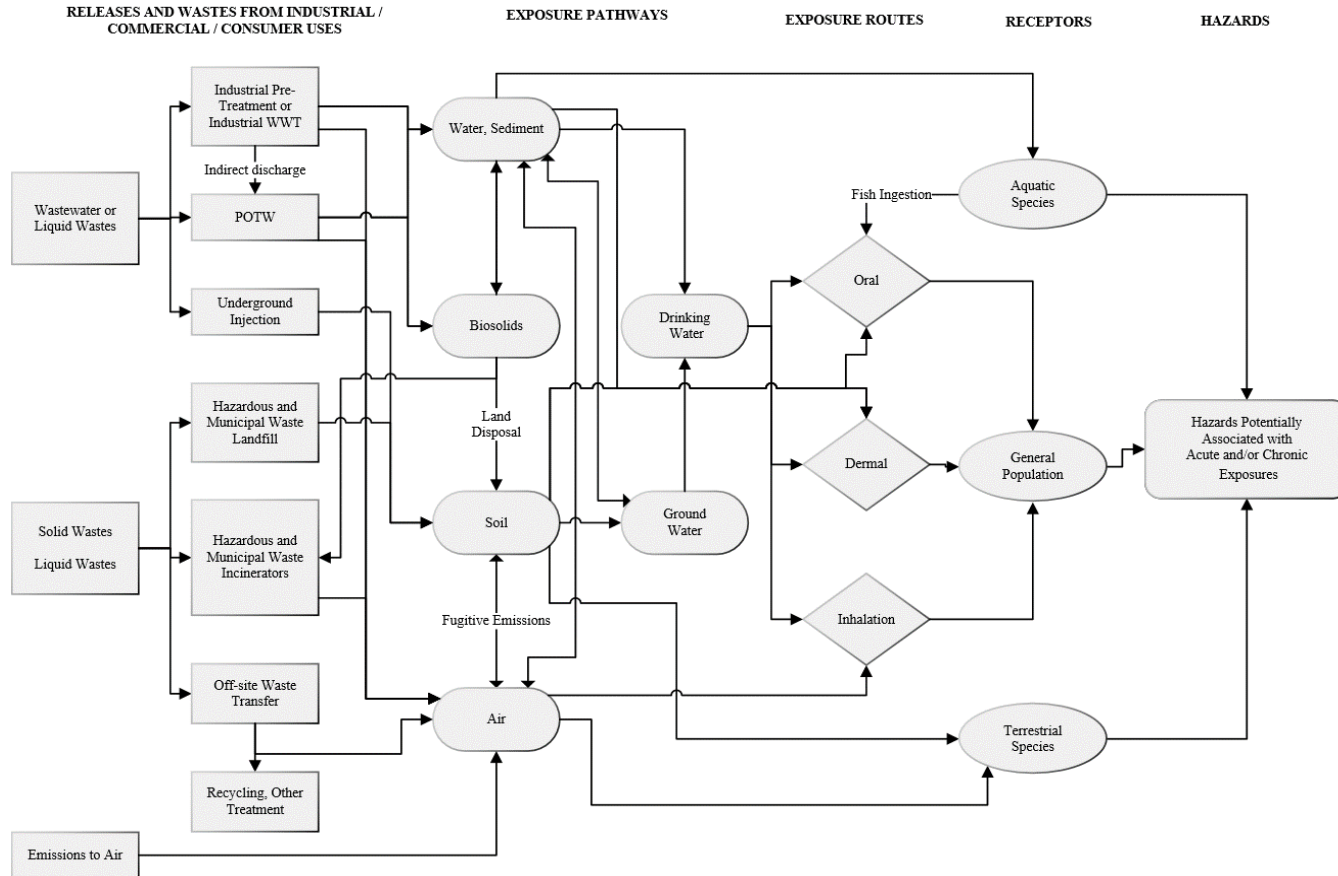 RELEASES AND WASTES FROM INDUSTRIAL /
COMMERCIAL / CONSUMER USES
EXPOSURE PATHWAYS
EXPOSURE ROUTES
RECEPTORS
HAZARDS
Industrial Pre-
Treatment or
Industrial WWT
Indirect discharge
Wastewater or
Liquid Wastes
POTW
Underground
Injection
Hazardous and
Municipal Waste
Landfill
Solid Wastes
Liquid Wastes
Hazardous and
Municipal Waste
Incinerators
Off-site Waste
Transfer
Recycling, Other
Treatment
Emissions to Air
Water, Sediment
Biosolids
Land
Disposal
Soil
Fugitive Emissions
Air
Drinking
Water
Ground
Water
Fish Ingestion
Oral
Dermal
Inhalation
Aquatic
Species
General
Population
Terrestrial
Species
Hazards Potentially
Associated with
Acute and/or Chronic
Exposures